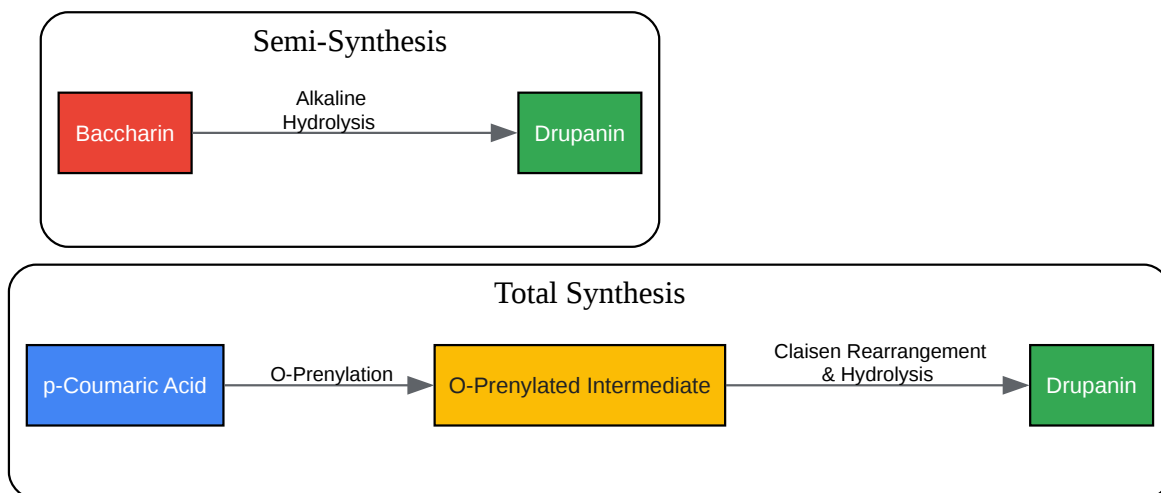 Semi-Synthesis
Baccharin
Alkaline
Hydrolysis
Drupanin
Total Synthesis
p-Coumaric Acid
O-Prenylation
O-Prenylated Intermediate
Claisen Rearrangement
& Hydrolysis
Drupanin